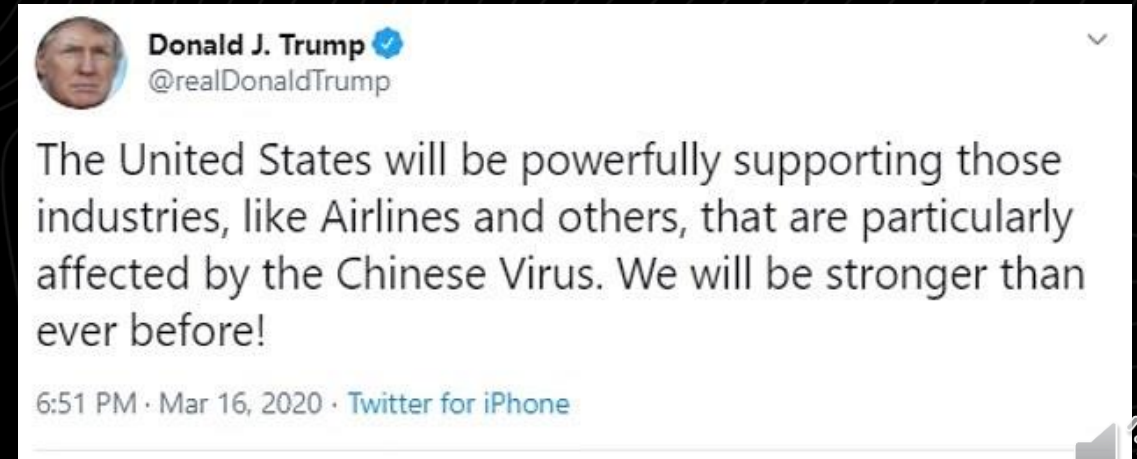 Donald J. Trump
@realDonaldTrump
The United States will be powerfully supporting those
industries, like Airlines and others, that are particularly
affected by the Chinese Virus. We will be stronger than
ever before!
6:51 PM · Mar 16, 2020 · Twitter for iPhone